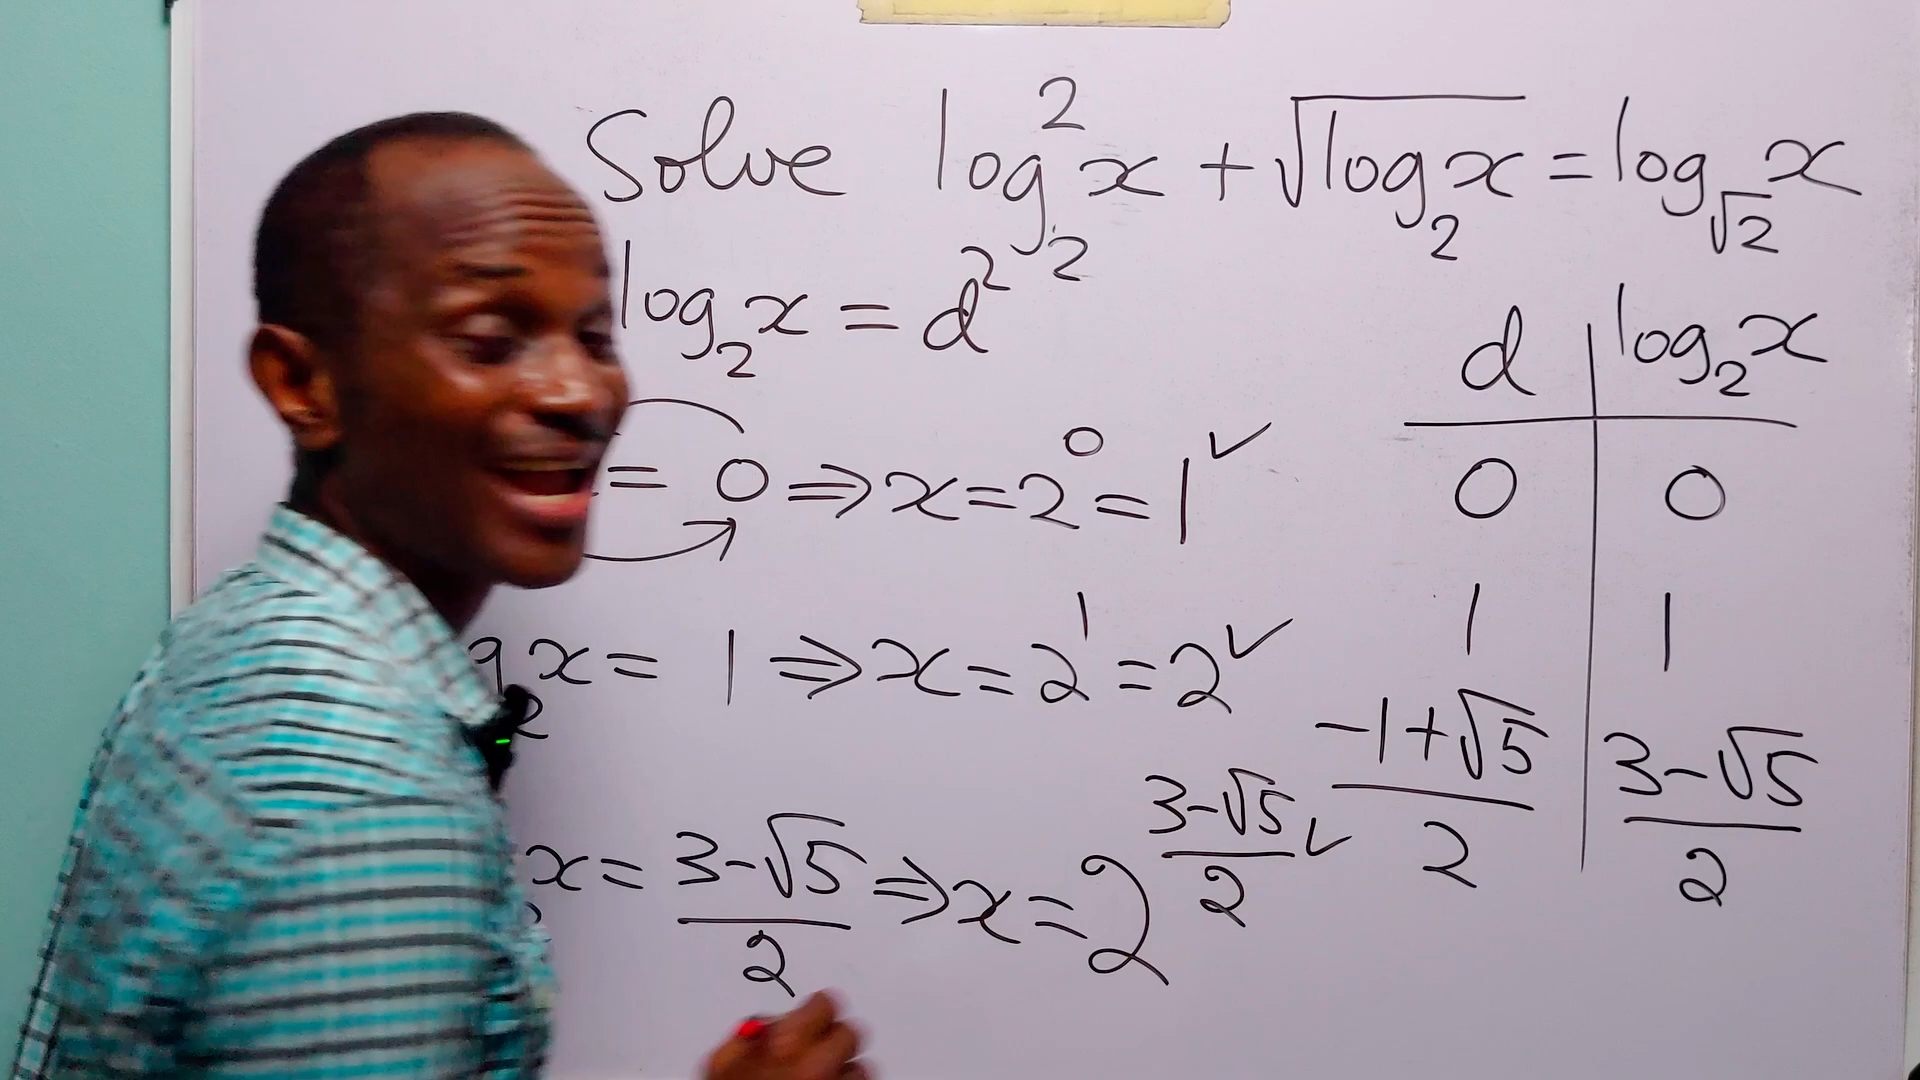 Solve log₂²x + √(log₂x) = log_√2 x
log₂x = d²
d | log₂x
= 0 ⇒ x = 2⁰ = 1 ✓
0 | 0
g₂x = 1 ⇒ x = 2¹ = 2 ✓
1 | 1
x = (3-√5)/2 ⇒ x = 2^((3-√5)/2) ✓
(-1+√5)/2 | (3-√5)/2